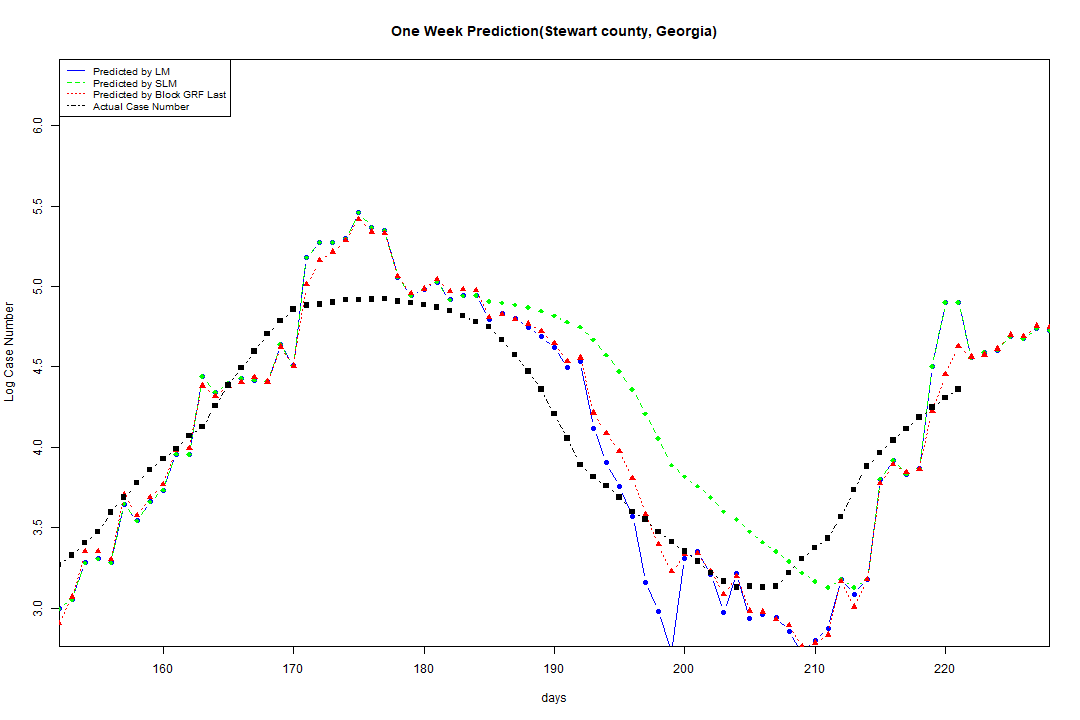 One Week Prediction(Stewart county, Georgia)
Predicted by LM
Predicted by SLM
Predicted by Block GRF Last
Actual Case Number
Log Case Number
6.0
5.5
5.0
4.5
4.0
3.5
3.0
160 170 180 190 200 210 220
days